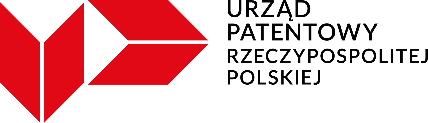 URZĄD
PATENTOWY
RZECZYPOSPOLITEJ
POLSKIEJ